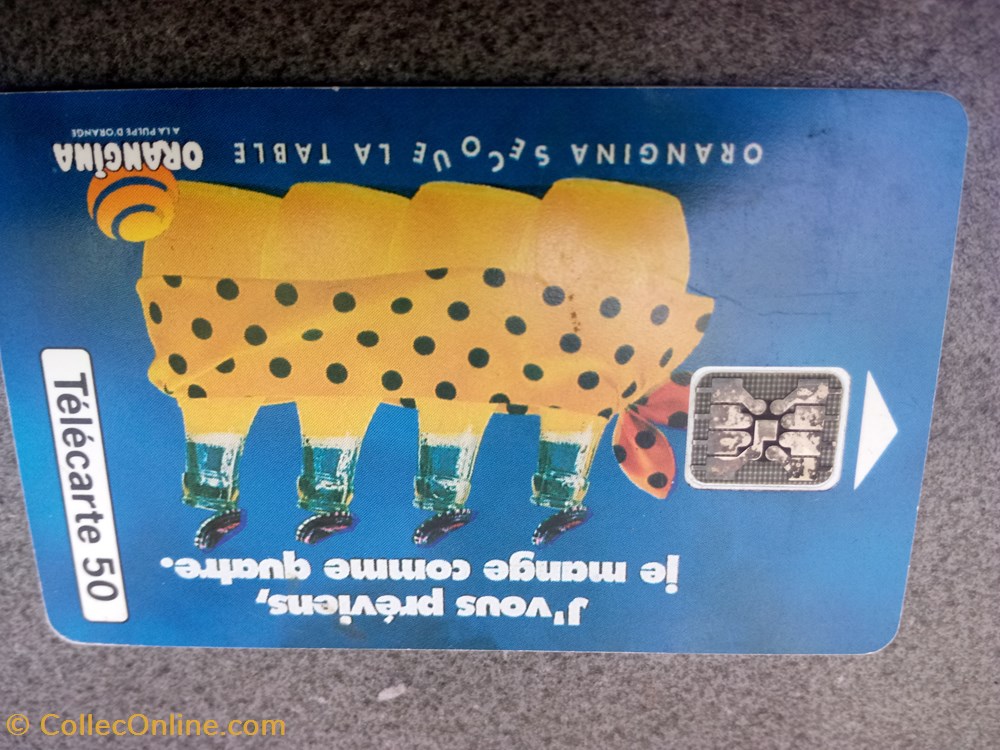 J'vous préviens,
je mange comme quatre.
Télécarte 50
ORANGINA SECOUE LA TABLE
ORANGINA
A LA PULPE D'ORANGE
© CollecOnline.com